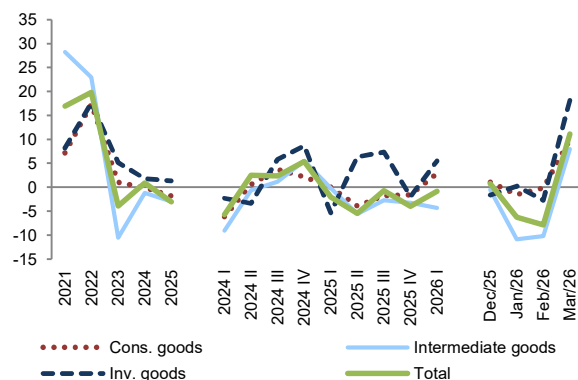 35
30
25
20
15
10
5
0
-5
-10
-15
2021
2022
2023
2024
2025
2024 I
2024 II
2024 III
2024 IV
2025 I
2025 II
2025 III
2025 IV
2026 I
Dec/25
Jan/26
Feb/26
Mar/26
Cons. goods
Intermediate goods
Inv. goods
Total